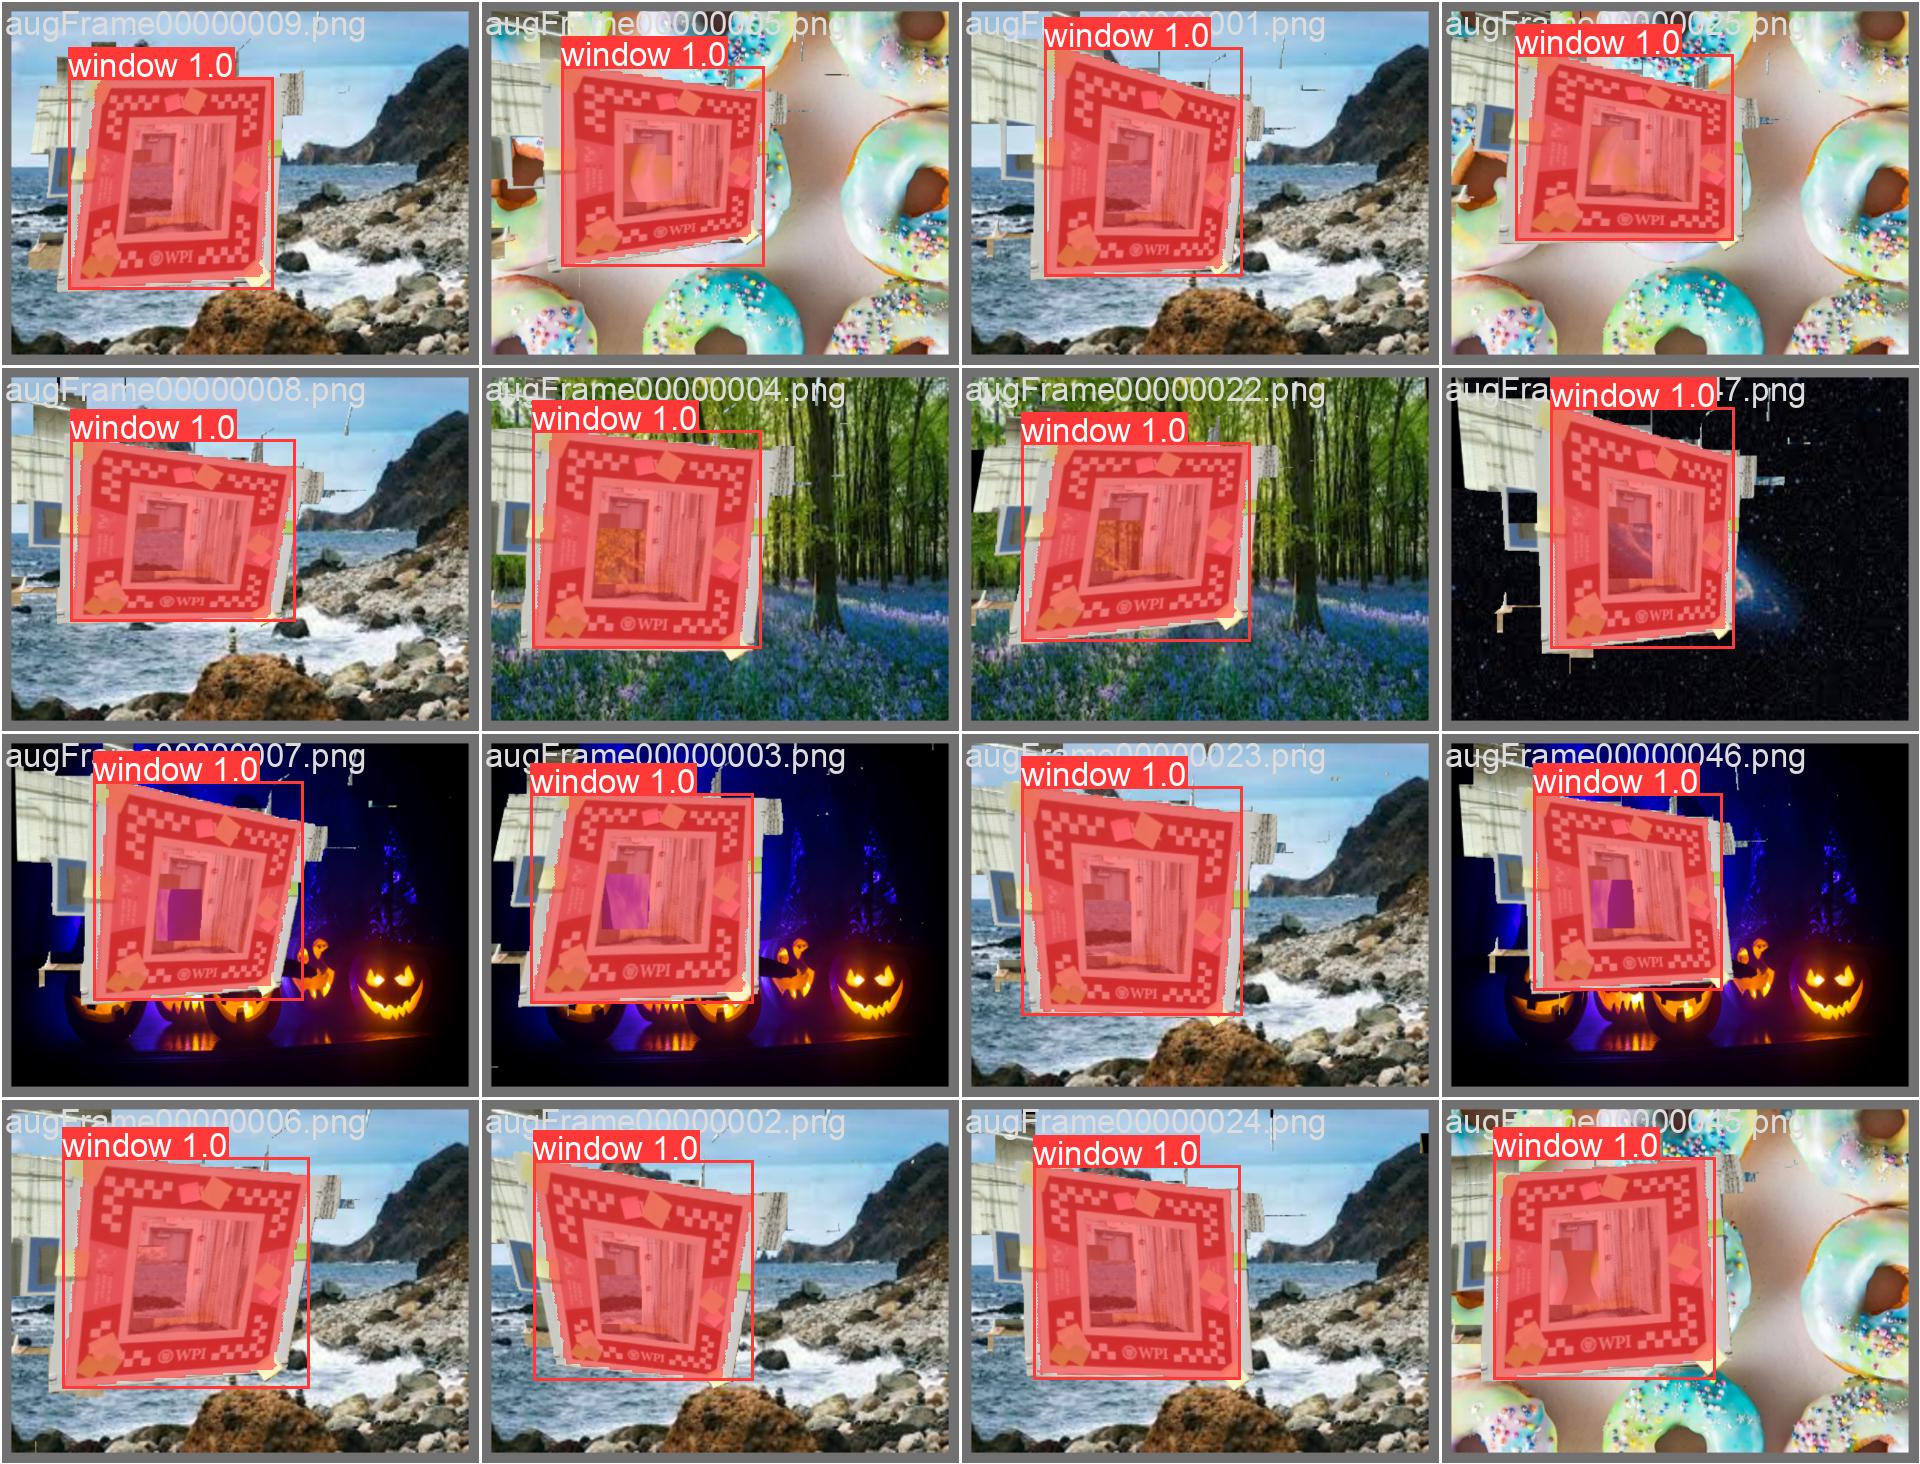 augFrame00000009.png
window 1.0
WPI
window 1.0
WPI
window 1.0
WPI
window 1.0
WPI
augFrame00000008.png
window 1.0
WPI
augFrame00000004.png
window 1.0
WPI
augFrame00000022.png
window 1.0
WPI
window 1.0
WPI
window 1.0
WPI
augFrame00000003.png
window 1.0
WPI
window 1.0
WPI
augFrame00000046.png
window 1.0
WPI
augFrame00000006.png
window 1.0
WPI
augFrame00000002.png
window 1.0
WPI
augFrame00000024.png
window 1.0
WPI
window 1.0
WPI